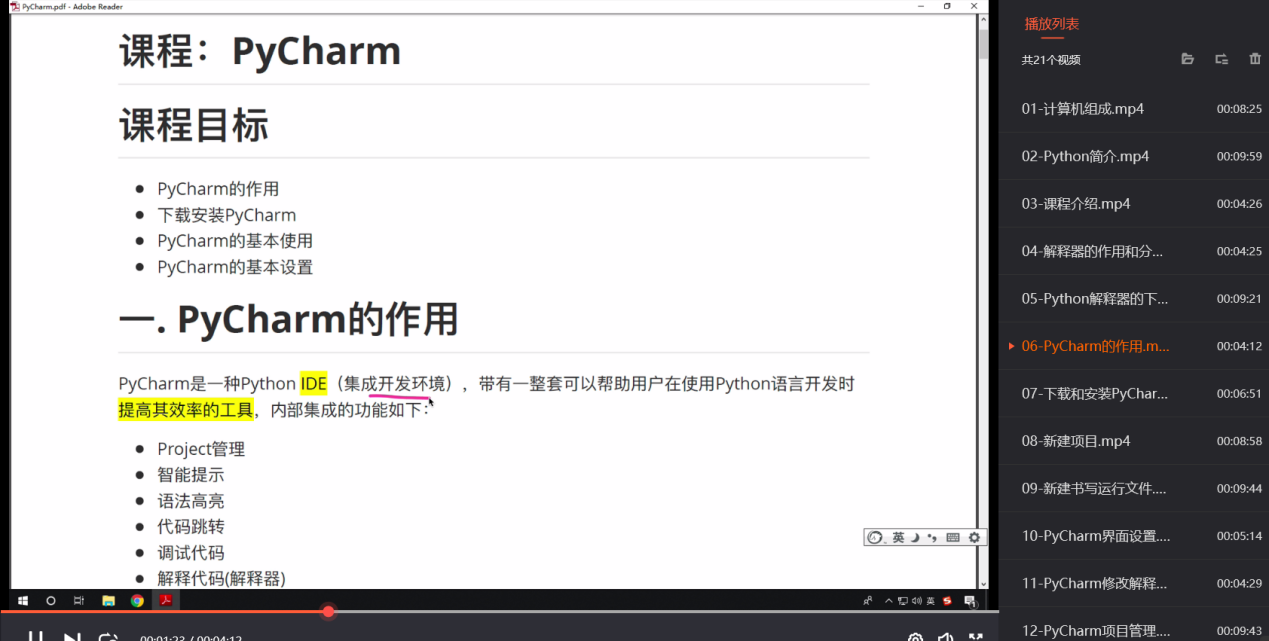 PyCharm.pdf - Adobe Reader
课程：PyCharm
课程目标
PyCharm的作用
下载安装PyCharm
PyCharm的基本使用
PyCharm的基本设置
一. PyCharm的作用
PyCharm是一种Python IDE（集成开发环境），带有一整套可以帮助用户在使用Python语言开发时
提高其效率的工具，内部集成的功能如下：
Project管理
智能提示
语法高亮
代码跳转
调试代码
解释代码(解释器)
英
英
00:01:23 / 00:04:12
播放列表
共21个视频
01-计算机组成.mp4 00:08:25
02-Python简介.mp4 00:09:59
03-课程介绍.mp4 00:04:26
04-解释器的作用和分... 00:04:25
05-Python解释器的下... 00:09:21
06-PyCharm的作用.m... 00:04:12
07-下载和安装PyChar... 00:06:51
08-新建项目.mp4 00:08:58
09-新建书写运行文件.... 00:09:44
10-PyCharm界面设置.... 00:05:14
11-PyCharm修改解释... 00:04:29
12-PyCharm项目管理.... 00:09:43